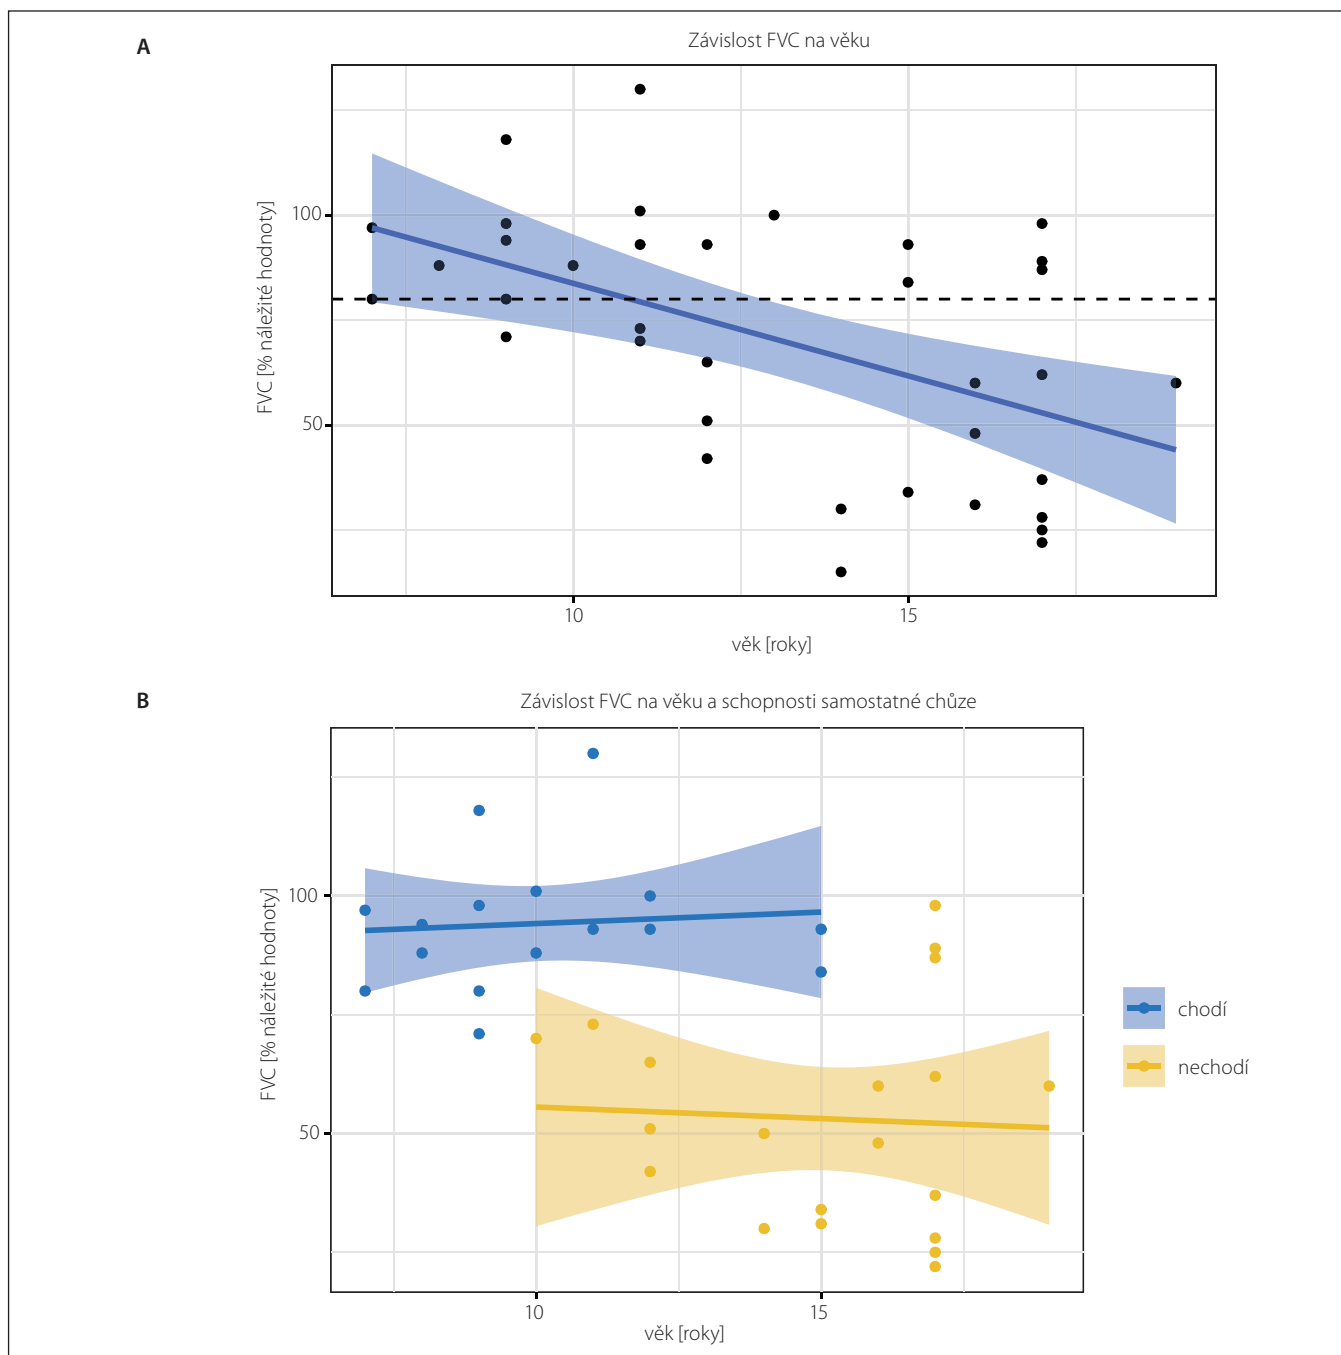 A
Závislost FVC na věku
FVC [% náležité hodnoty]
100
50
10
15
věk [roky]
B
Závislost FVC na věku a schopnosti samostatné chůze
FVC [% náležité hodnoty]
100
50
10
15
věk [roky]
chodí
nechodí